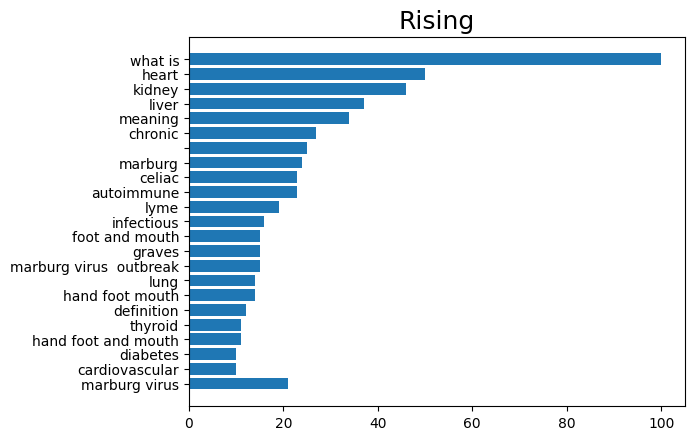 Rising
what is
heart
kidney
liver
meaning
chronic
marburg
celiac
autoimmune
lyme
infectious
foot and mouth
graves
marburg virus  outbreak
lung
hand foot mouth
definition
thyroid
hand foot and mouth
diabetes
cardiovascular
marburg virus
0 20 40 60 80 100